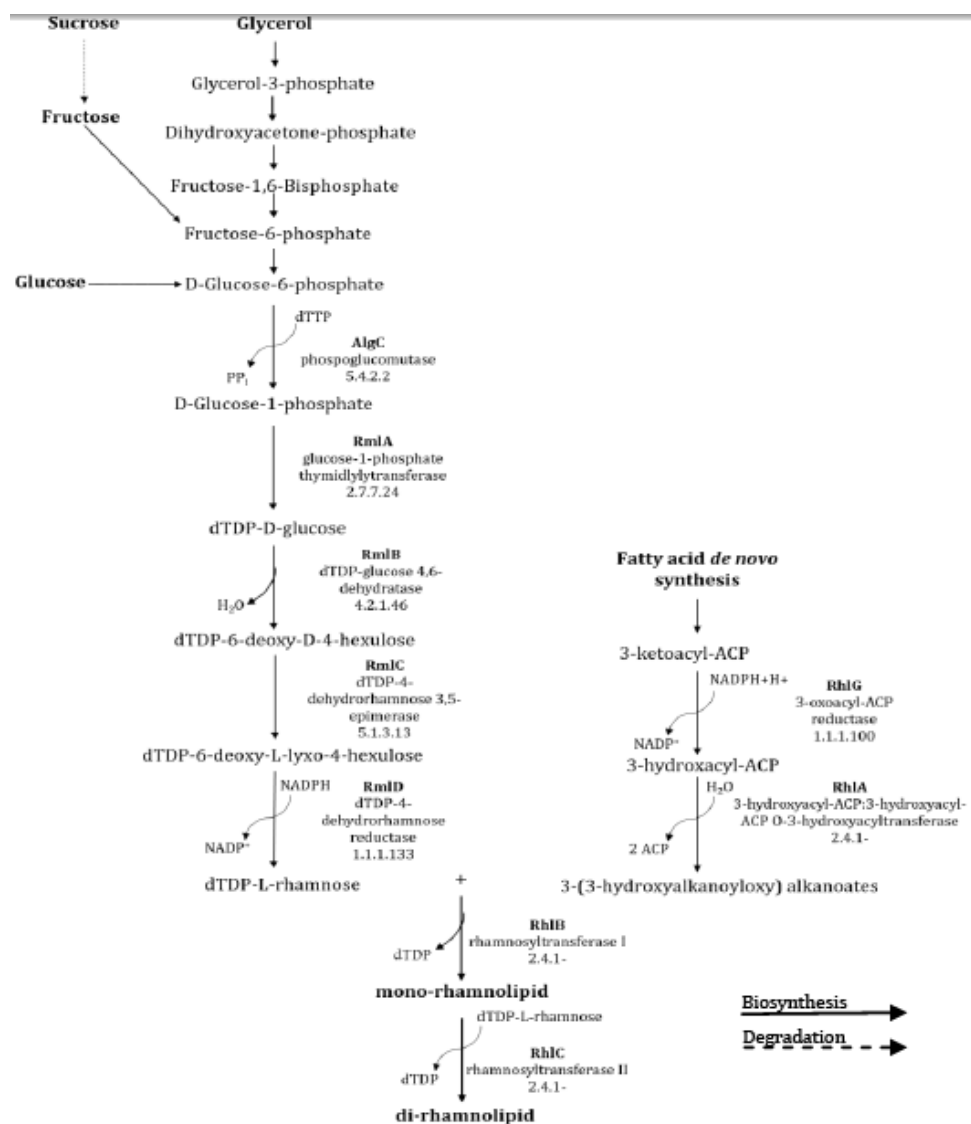 Sucrose
Glycerol
Glycerol-3-phosphate
Fructose
Dihydroxyacetone-phosphate
Fructose-1,6-Bisphosphate
Fructose-6-phosphate
Glucose
D-Glucose-6-phosphate
dTTP
AlgC
phospoglucomutase
5.4.2.2
PPi
D-Glucose-1-phosphate
RmlA
glucose-1-phosphate
thymidlylytransferase
2.7.7.24
dTDP-D-glucose
RmlB
dTDP-glucose 4,6-
dehydratase
4.2.1.46
H2O
dTDP-6-deoxy-D-4-hexulose
RmlC
dTDP-4-
dehydrorhamnose 3,5-
epimerase
5.1.3.13
dTDP-6-deoxy-L-lyxo-4-hexulose
NADPH
RmlD
dTDP-4-
dehydrorhamnose
reductase
1.1.1.133
NADP+
dTDP-L-rhamnose
Fatty acid de novo
synthesis
3-ketoacyl-ACP
NADPH+H+
RhlG
3-oxoacyl-ACP
reductase
1.1.1.100
NADP+
3-hydroxacyl-ACP
H2O
RhlA
3-hydroxyacyl-ACP:3-hydroxyacyl-
ACP O-3-hydroxyacyltransferase
2.4.1-
2 ACP
3-(3-hydroxyalkanoyloxy) alkanoates
+
RhlB
rhamnosyltransferase I
2.4.1-
dTDP
mono-rhamnolipid
dTDP-L-rhamnose
RhlC
rhamnosyltransferase II
2.4.1-
dTDP
di-rhamnolipid
Biosynthesis
Degradation